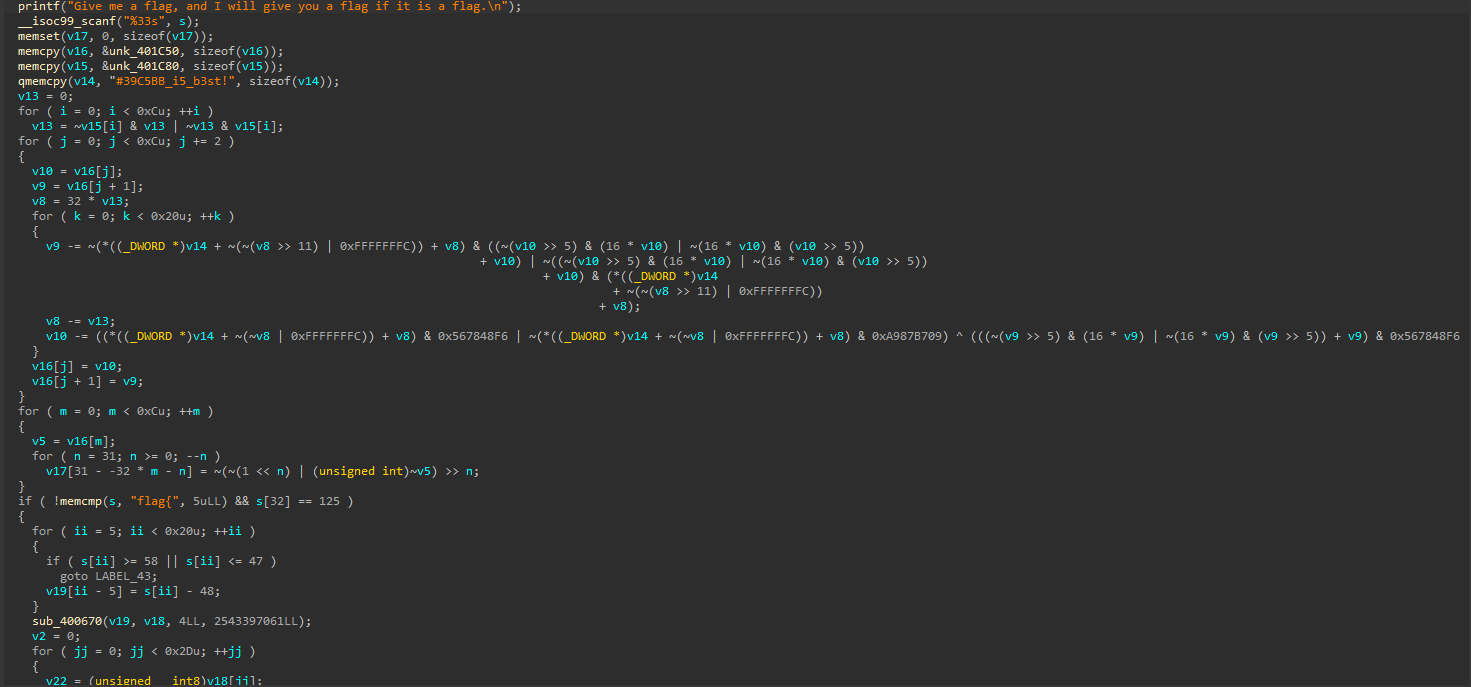 printf("Give me a flag, and I will give you a flag if it is a flag.\n");
__isoc99_scanf("%33s", s);
memset(v17, 0, sizeof(v17));
memcpy(v16, &unk_401C50, sizeof(v16));
memcpy(v15, &unk_401C80, sizeof(v15));
qmemcpy(v14, "#39C5BB_i5_b3st!", sizeof(v14));
v13 = 0;
for ( i = 0; i < 0xCu; ++i )
v13 = ~v15[i] & v13 | ~v13 & v15[i];
for ( j = 0; j < 0xCu; j += 2 )
{
v10 = v16[j];
v9 = v16[j + 1];
v8 = 32 * v13;
for ( k = 0; k < 0x20u; ++k )
{
v9 -= ~(*((_DWORD *)v14 + ~(~(v8 >> 11) | 0xFFFFFFFC)) + v8) & ((~(v10 >> 5) & (16 * v10) | ~(16 * v10) & (v10 >> 5))
+ v10) | ~((~(v10 >> 5) & (16 * v10) | ~(16 * v10) & (v10 >> 5))
+ v10) & (*((_DWORD *)v14
+ ~(~(v8 >> 11) | 0xFFFFFFFC))
+ v8);
v8 -= v13;
v10 -= ((*((_DWORD *)v14 + ~(~v8 | 0xFFFFFFFC)) + v8) & 0x567848F6 | ~(*((_DWORD *)v14 + ~(~v8 | 0xFFFFFFFC)) + v8) & 0xA987B709) ^ (((~(v9 >> 5) & (16 * v9) | ~(16 * v9) & (v9 >> 5)) + v9) & 0x567848F6
}
v16[j] = v10;
v16[j + 1] = v9;
}
for ( m = 0; m < 0xCu; ++m )
{
v5 = v16[m];
for ( n = 31; n >= 0; --n )
v17[31 - -32 * m - n] = ~(~(1 << n) | (unsigned int)~v5) >> n;
}
if ( !memcmp(s, "flag{", 5uLL) && s[32] == 125 )
{
for ( ii = 5; ii < 0x20u; ++ii )
{
if ( s[ii] >= 58 || s[ii] <= 47 )
goto LABEL_43;
v19[ii - 5] = s[ii] - 48;
}
sub_400670(v19, v18, 4LL, 2543397061LL);
v2 = 0;
for ( jj = 0; jj < 0x2Du; ++jj )
{
v22 = (unsigned __int8)v18[jj];